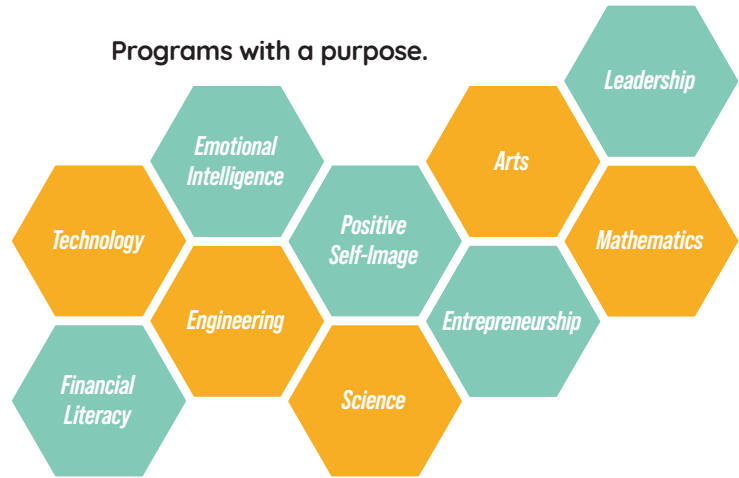 Programs with a purpose.
Leadership
Emotional
Intelligence
Arts
Technology
Positive
Self-Image
Mathematics
Engineering
Entrepreneurship
Financial
Literacy
Science